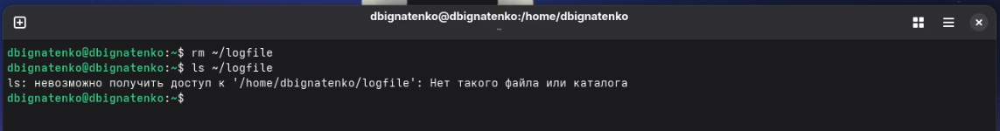 dbignatenko@dbignatenko:/home/dbignatenko
~
dbignatenko@dbignatenko:~$ rm ~/logfile
dbignatenko@dbignatenko:~$ ls ~/logfile
ls: невозможно получить доступ к '/home/dbignatenko/logfile': Нет такого файла или каталога
dbignatenko@dbignatenko:~$